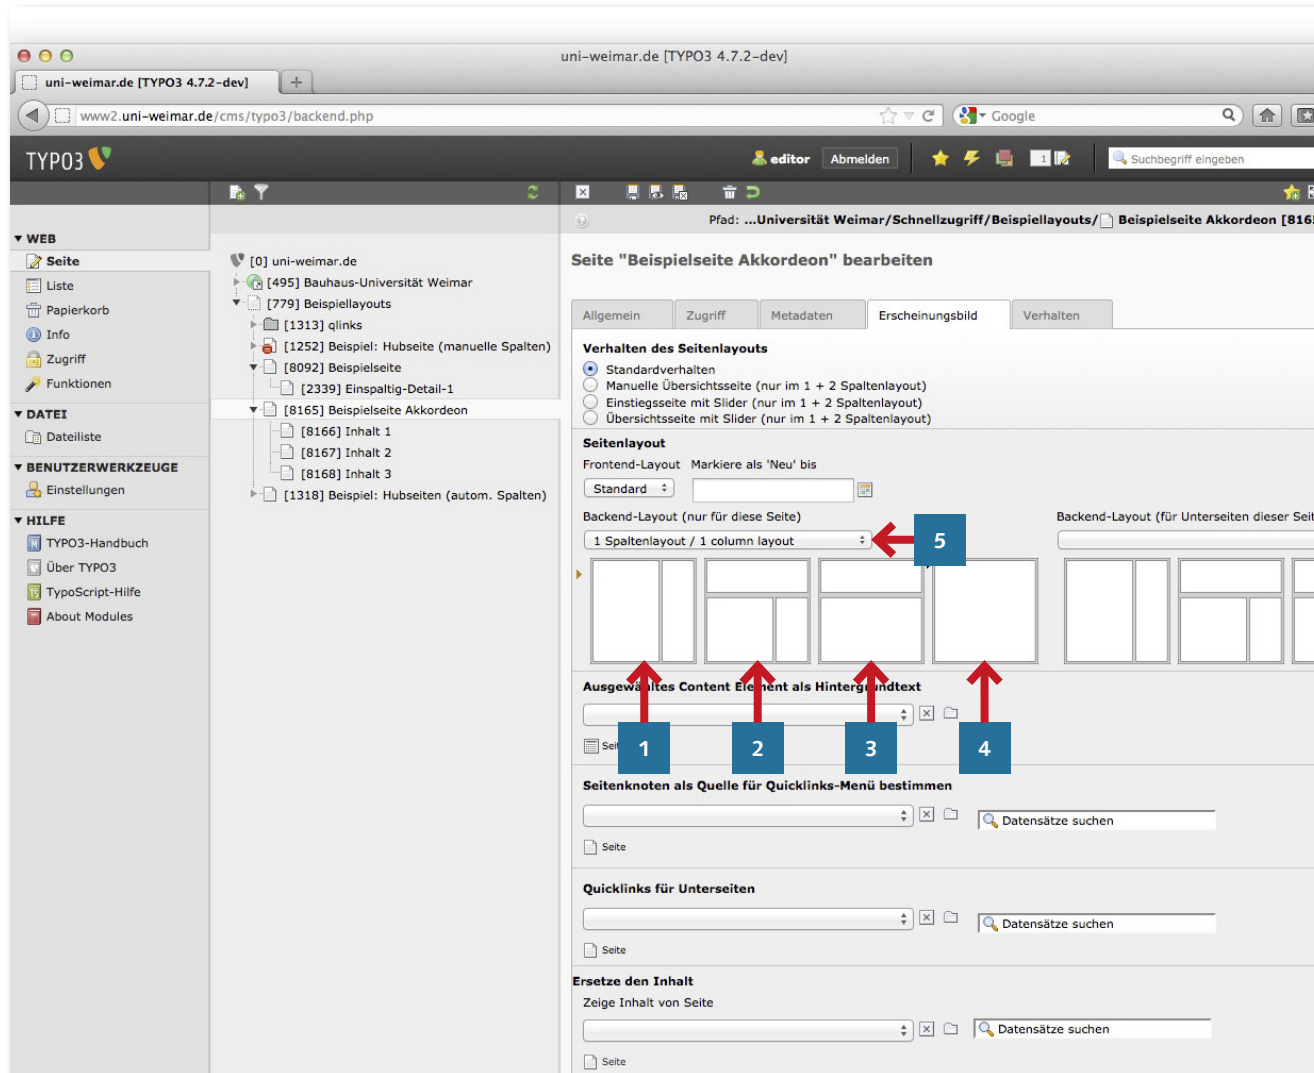 uni-weimar.de [TYPO3 4.7.2-dev]
uni-weimar.de [TYPO3 4.7.2-dev]
www2.uni-weimar.de/cms/typo3/backend.php
Google
TYPO3
editor
Abmelden
1
Suchbegriff eingeben
Pfad: ...Universität Weimar/Schnellzugriff/Beispiellayouts/ Beispielseite Akkordeon [816
WEB
Seite
Liste
Papierkorb
Info
Zugriff
Funktionen
DATEI
Dateiliste
BENUTZERWERKZEUGE
Einstellungen
HILFE
TYPO3-Handbuch
Über TYPO3
TypoScript-Hilfe
About Modules
[0] uni-weimar.de
[495] Bauhaus-Universität Weimar
[779] Beispiellayouts
[1313] qlinks
[1252] Beispiel: Hubseite (manuelle Spalten)
[8092] Beispielseite
[2339] Einspaltig-Detail-1
[8165] Beispielseite Akkordeon
[8166] Inhalt 1
[8167] Inhalt 2
[8168] Inhalt 3
[1318] Beispiel: Hubseiten (autom. Spalten)
Seite "Beispielseite Akkordeon" bearbeiten
Allgemein
Zugriff
Metadaten
Erscheinungsbild
Verhalten
Verhalten des Seitenlayouts
Standardverhalten
Manuelle Übersichtsseite (nur im 1 + 2 Spaltenlayout)
Einstiegsseite mit Slider (nur im 1 + 2 Spaltenlayout)
Übersichtsseite mit Slider (nur im 1 + 2 Spaltenlayout)
Seitenlayout
Frontend-Layout Markiere als 'Neu' bis
Standard
Backend-Layout (nur für diese Seite)
Backend-Layout (für Unterseiten dieser Seit
1 Spaltenlayout / 1 column layout
5
Ausgewähltes Content Element als Hintergrundtext
1
2
3
4
Sei
Seitenknoten als Quelle für Quicklinks-Menü bestimmen
Datensätze suchen
Seite
Quicklinks für Unterseiten
Datensätze suchen
Seite
Ersetze den Inhalt
Zeige Inhalt von Seite
Datensätze suchen
Seite